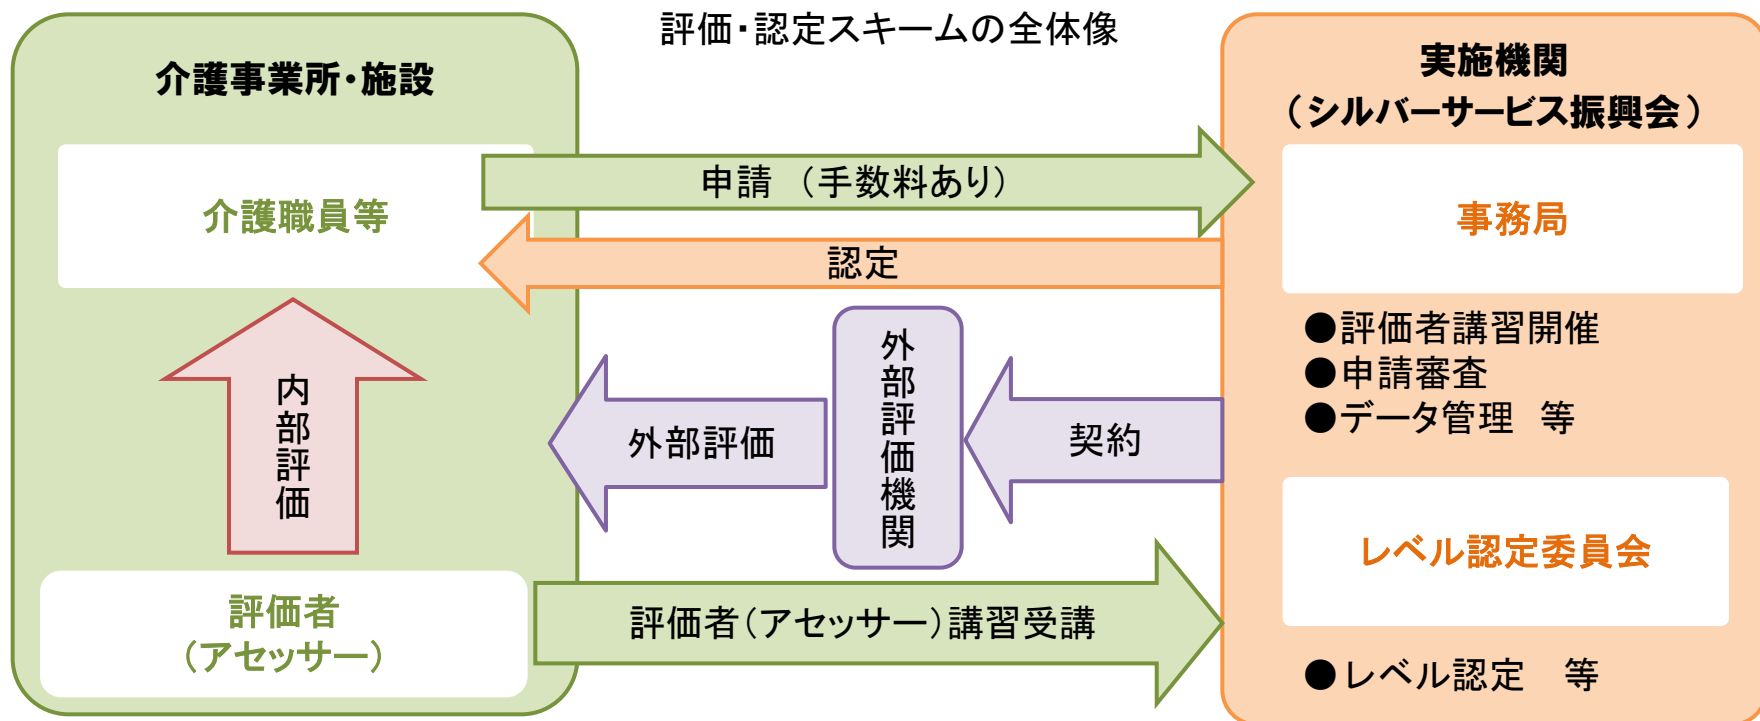 評価・認定スキームの全体像
介護事業所・施設
介護職員等
内部評価
評価者
（アセッサー）
申請　（手数料あり）
認定
外部評価
外部評価機関
契約
評価者（アセッサー）講習受講
実施機関
（シルバーサービス振興会）
事務局
●評価者講習開催
●申請審査
●データ管理　等
レベル認定委員会
●レベル認定　等